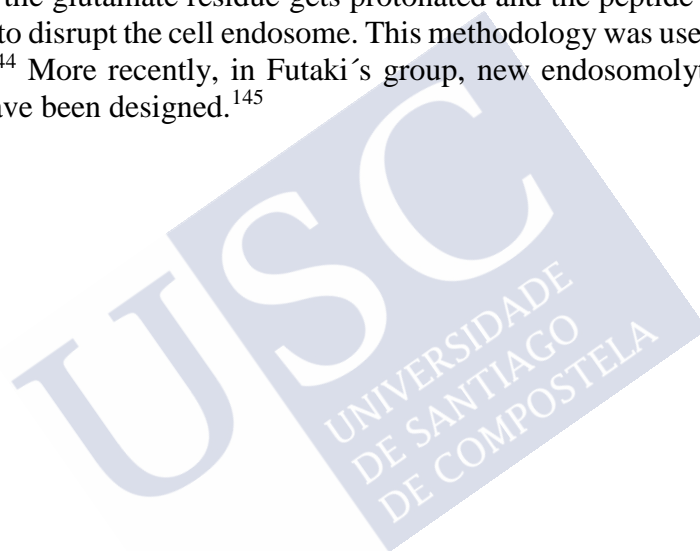 the glutamate residue gets protonated and the peptide
to disrupt the cell endosome. This methodology was use
44 More recently, in Futaki´s group, new endosomoly
ave been designed.145
USC
UNIVERSIDADE
DE SANTIAGO
DE COMPOSTELA